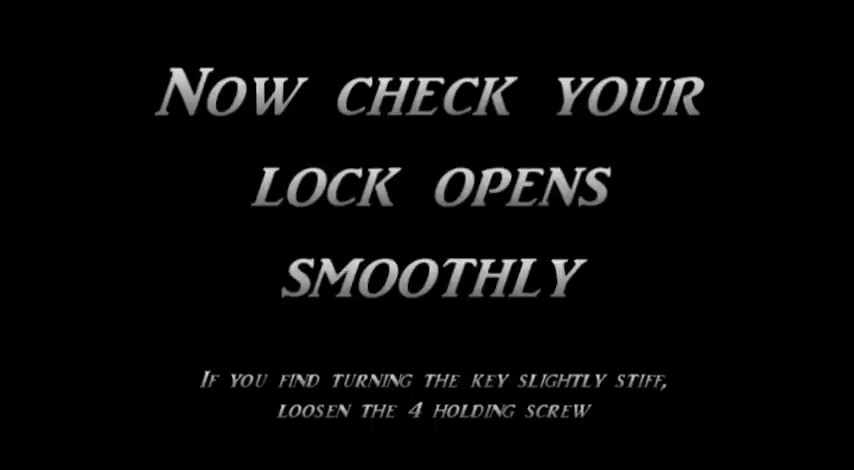 Now check your
lock opens
smoothly
If you find turning the key slightly stiff,
loosen the 4 holding screw